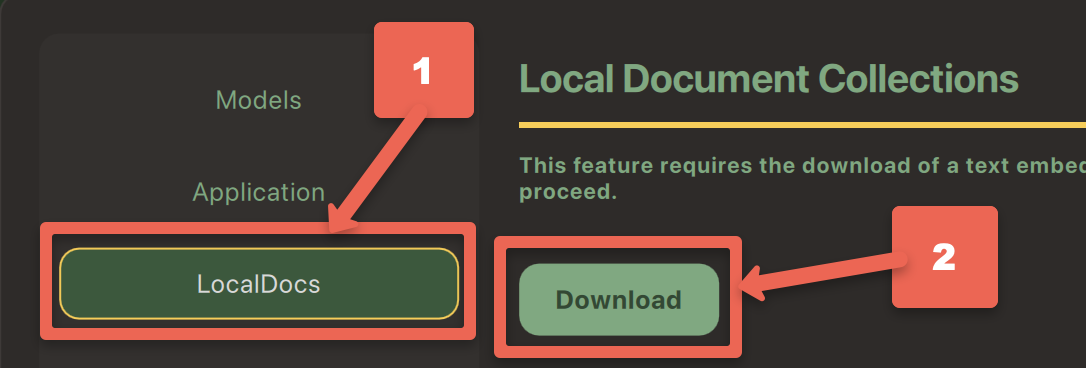 Models
Application
LocalDocs
1
Local Document Collections
This feature requires the download of a text embed
proceed.
Download
2